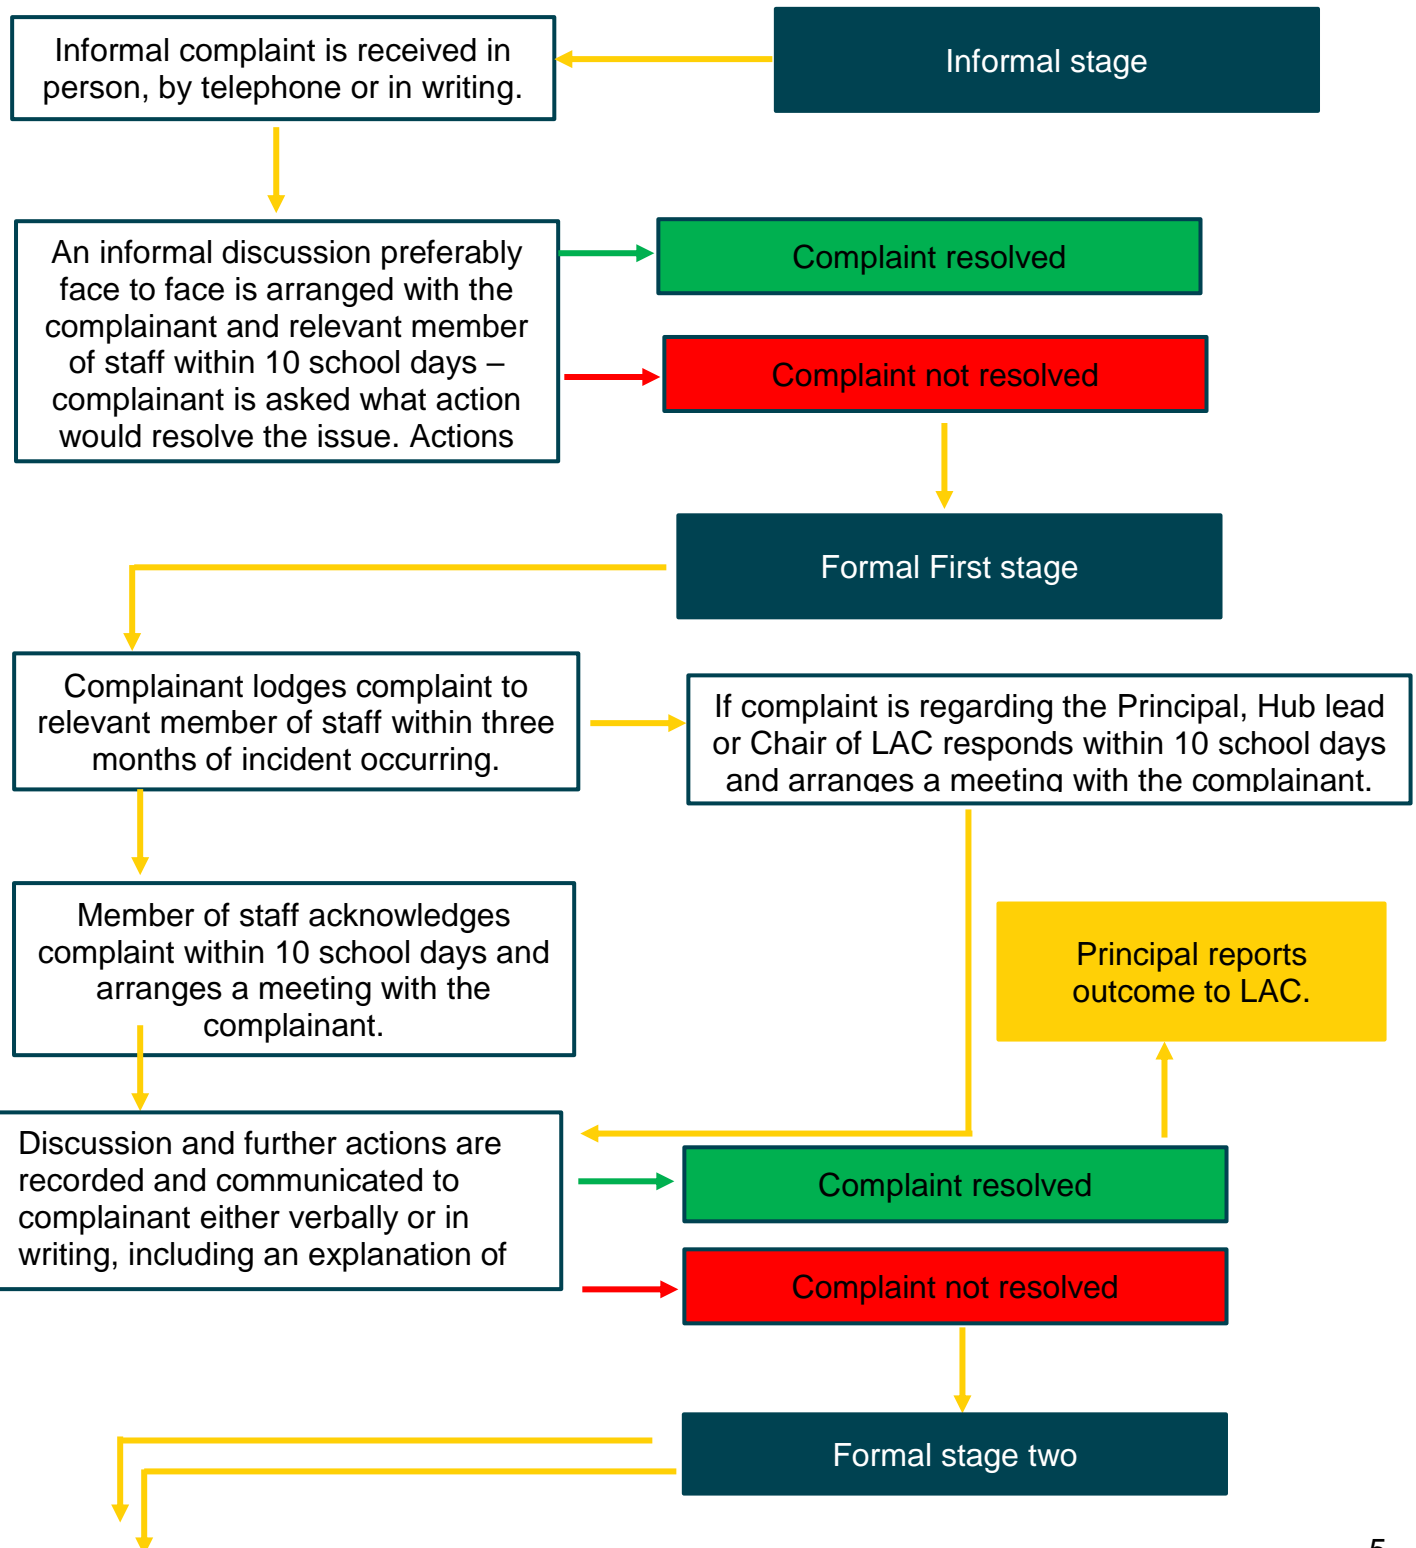 Informal stage
Informal complaint is received in
person, by telephone or in writing.
An informal discussion preferably
face to face is arranged with the
complainant and relevant member
of staff within 10 school days –
complainant is asked what action
would resolve the issue. Actions
Complaint resolved
Complaint not resolved
Formal First stage
Complainant lodges complaint to
relevant member of staff within three
months of incident occurring.
If complaint is regarding the Principal, Hub lead
or Chair of LAC responds within 10 school days
and arranges a meeting with the complainant.
Member of staff acknowledges
complaint within 10 school days and
arranges a meeting with the
complainant.
Principal reports
outcome to LAC.
Discussion and further actions are
recorded and communicated to
complainant either verbally or in
writing, including an explanation of
Complaint resolved
Complaint not resolved
Formal stage two
5